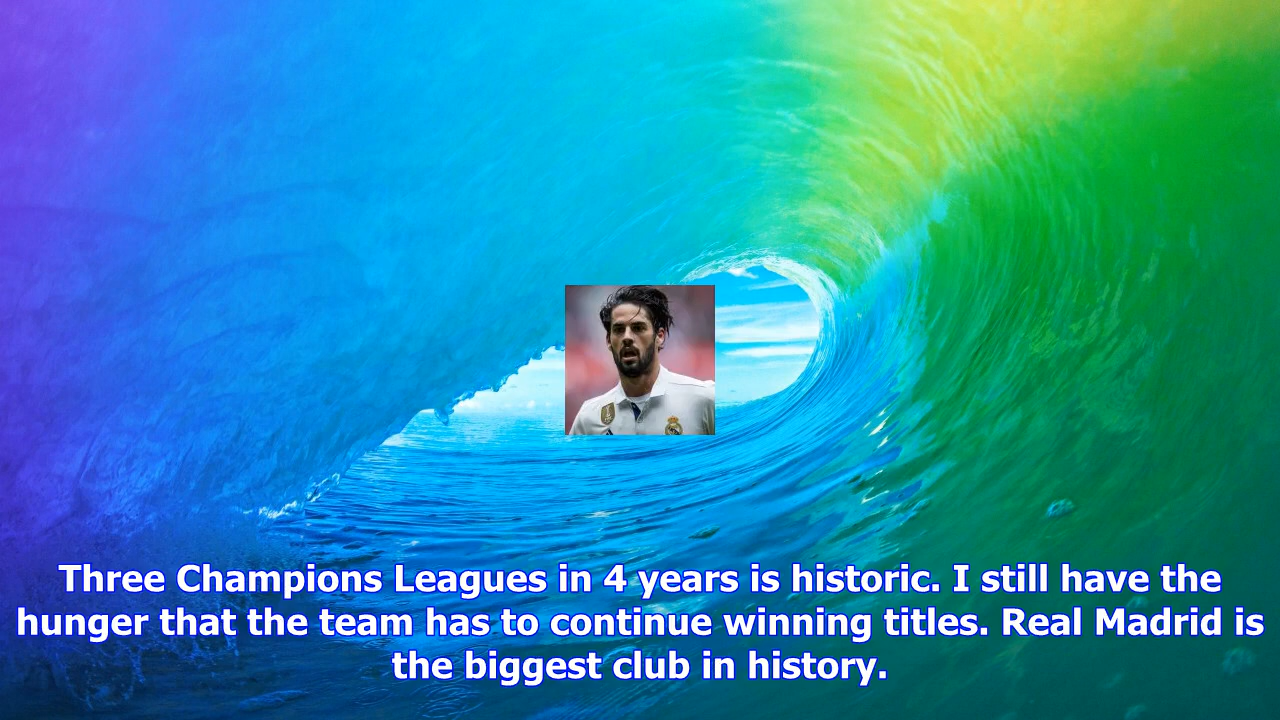 Three Champions Leagues in 4 years is historic. I still have the
hunger that the team has to continue winning titles. Real Madrid is
the biggest club in history.